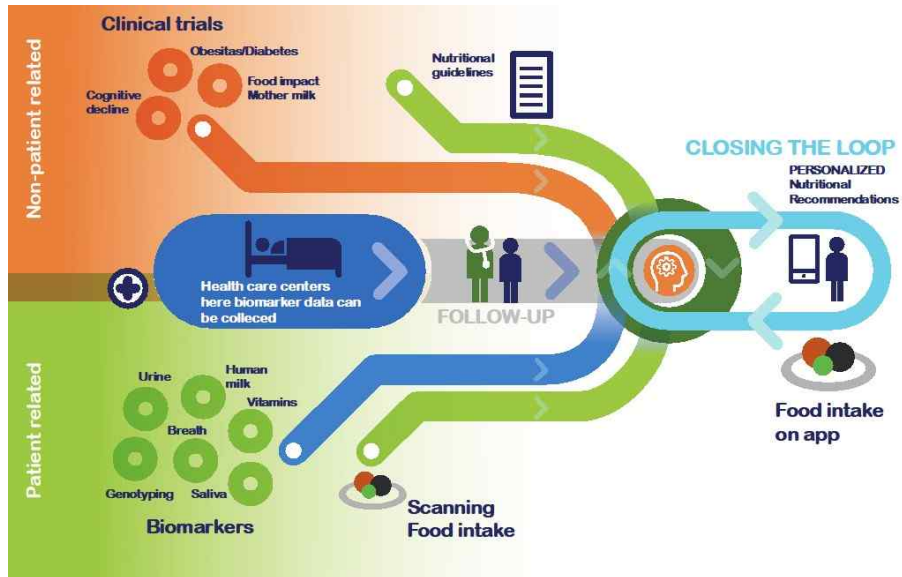 Non-patient related
Clinical trials
Obesitas/Diabetes
Food impact
Mother milk
Cognitive
decline
Nutritional
guidelines
CLOSING THE LOOP
PERSONALIZED
Nutritional
Recommendations
Health care centers
here biomarker data can
be colleced
FOLLOW-UP
Patient related
Urine
Human
milk
Vitamins
Breath
Genotyping
Saliva
Biomarkers
Scanning
Food intake
Food intake
on app